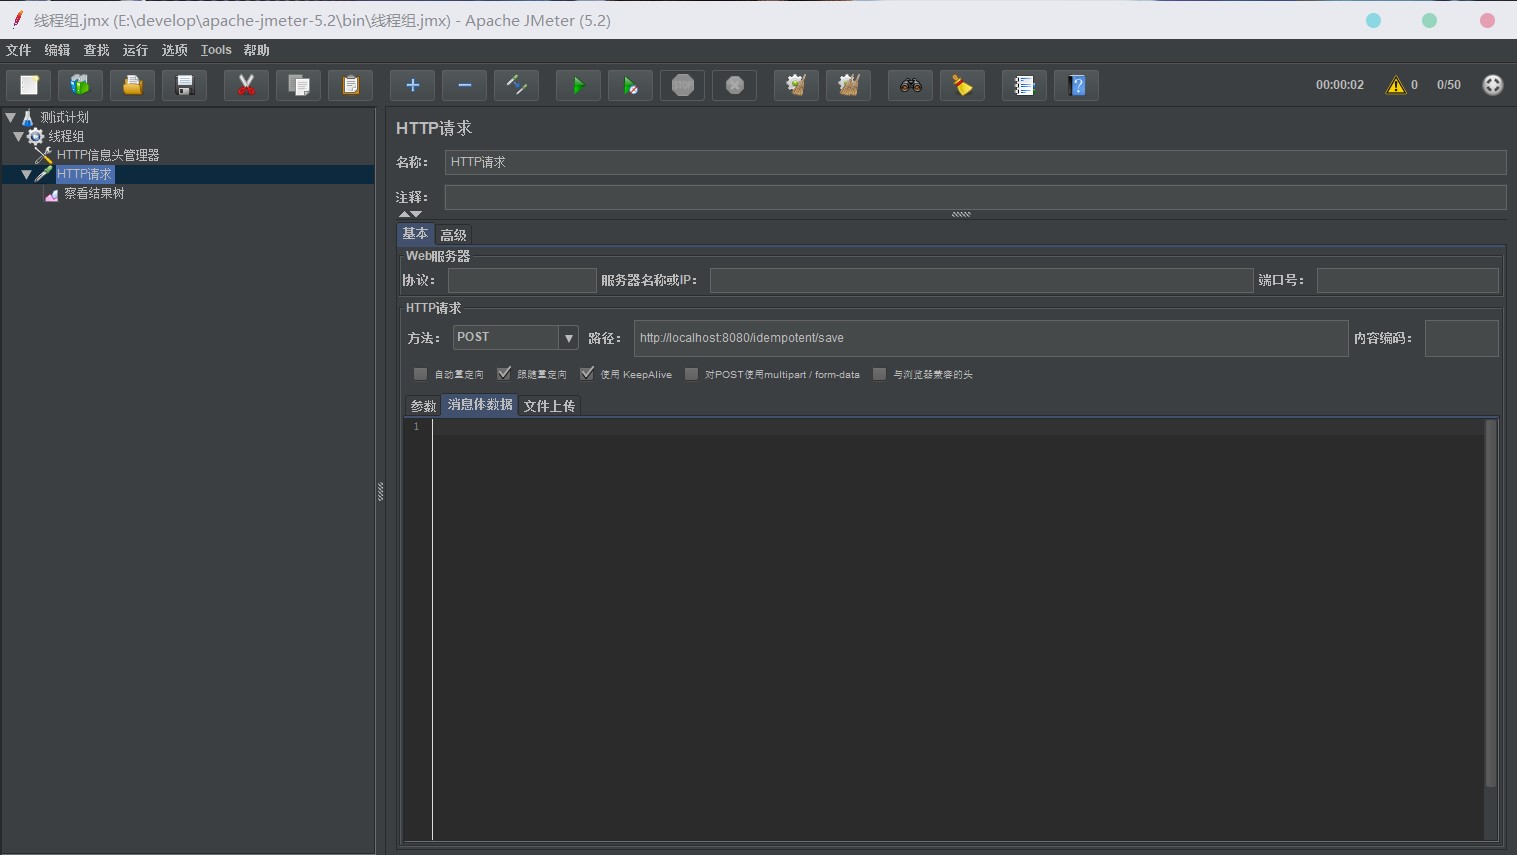 线程组.jmx (E:\develop\apache-jmeter-5.2\bin\线程组.jmx) - Apache JMeter (5.2)
文件 编辑 查找 运行 选项 Tools 帮助
STOP 00:00:02 0 0/50
测试计划
线程组
HTTP信息头管理器
HTTP请求
察看结果树
HTTP请求
名称： HTTP请求
注释：
基本 高级
Web服务器
协议： 服务器名称或IP： 端口号：
HTTP请求
方法： POST 路径： http://localhost:8080/idempotent/save 内容编码：
自动重定向 跟随重定向 使用 KeepAlive 对POST使用multipart / form-data 与浏览器兼容的头
参数 消息体数据 文件上传
1